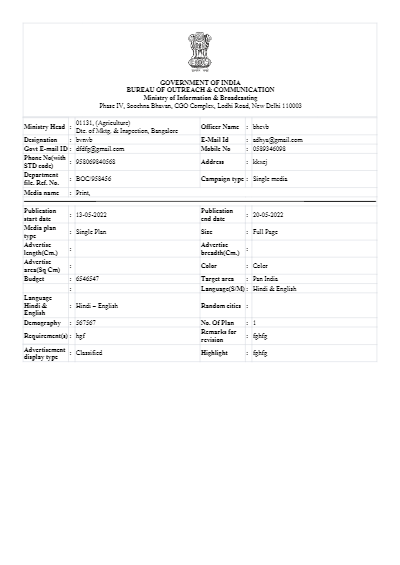 GOVERNMENT OF INDIA
BUREAU OF OUTREACH & COMMUNICATION
Ministry of Information & Broadcasting
Phase IV, Soochna Bhavan, CGO Complex, Lodhi Road, New Delhi 110003
Ministry Head : 01131, (Agriculture) Dte. of Mktg. & Inspection, Bangalore Officer Name : bhcvb
Designation : bvnvb E-Mail Id : adhya@gmail.com
Govt E-mail ID : dfdfg@gmail.com Mobile No : 0589346098
Phone No(with STD code) : 958069840568 Address :
Department file. Ref. No. : BOC/958456 Campaign type : Single media
Media name : Print,
Publication start date : 13-05-2022 Publication end date : 20-05-2022
Media plan type : Single Plan Size : Full Page
Advertise length(Cm.) : Advertise breadth(Cm.) :
Advertise area(Sq Cm) : Color : Color
Budget : 6546547 Target area : Pan India
: Language(S/M) : Hindi & English
Language Hindi & English : Hindi – English Random cities :
Demography : 567567 No. Of Plan : 1
Requirement(s) : hgf Remarks for revision : fghfg
Advertisement display type : Classified Highlight : fghfg